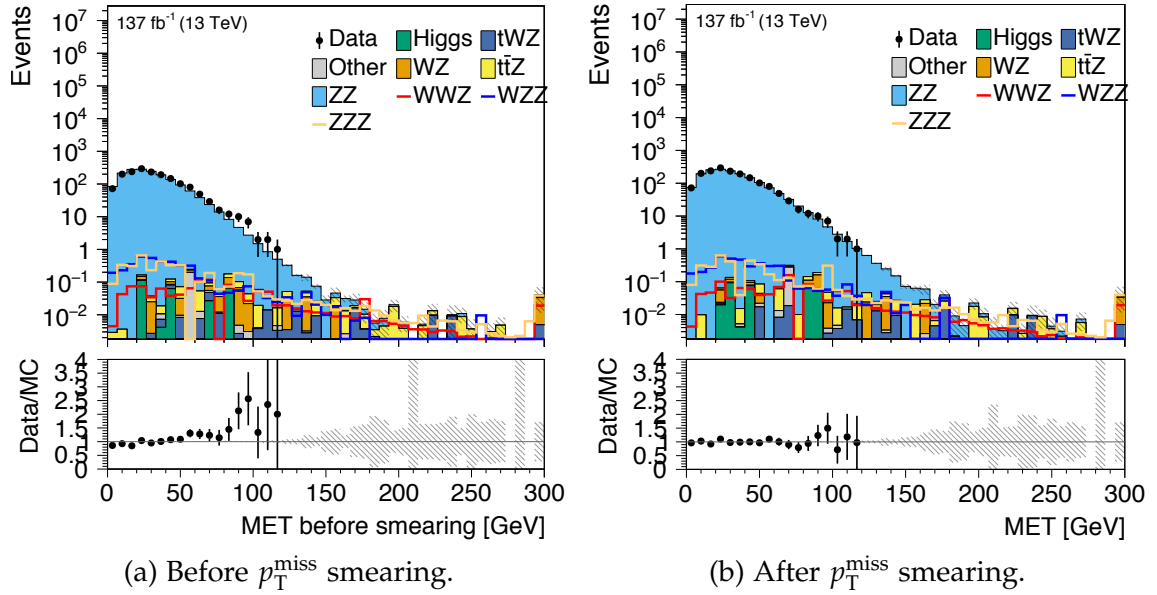 137 fb⁻¹ (13 TeV)
Events
Data Higgs tWZ
Other WZ tt̄Z
ZZ WWZ WZZ
ZZZ
10⁷
10⁶
10⁵
10⁴
10³
10²
10
1
10⁻¹
10⁻²
Data/MC
4
3.5
3
2.5
2
1.5
1
0.5
0
0 50 100 150 200 250 300
MET before smearing [GeV]
(a) Before p_T^miss smearing.
137 fb⁻¹ (13 TeV)
Events
Data Higgs tWZ
Other WZ tt̄Z
ZZ WWZ WZZ
ZZZ
10⁷
10⁶
10⁵
10⁴
10³
10²
10
1
10⁻¹
10⁻²
Data/MC
4
3.5
3
2.5
2
1.5
1
0.5
0
0 50 100 150 200 250 300
MET [GeV]
(b) After p_T^miss smearing.